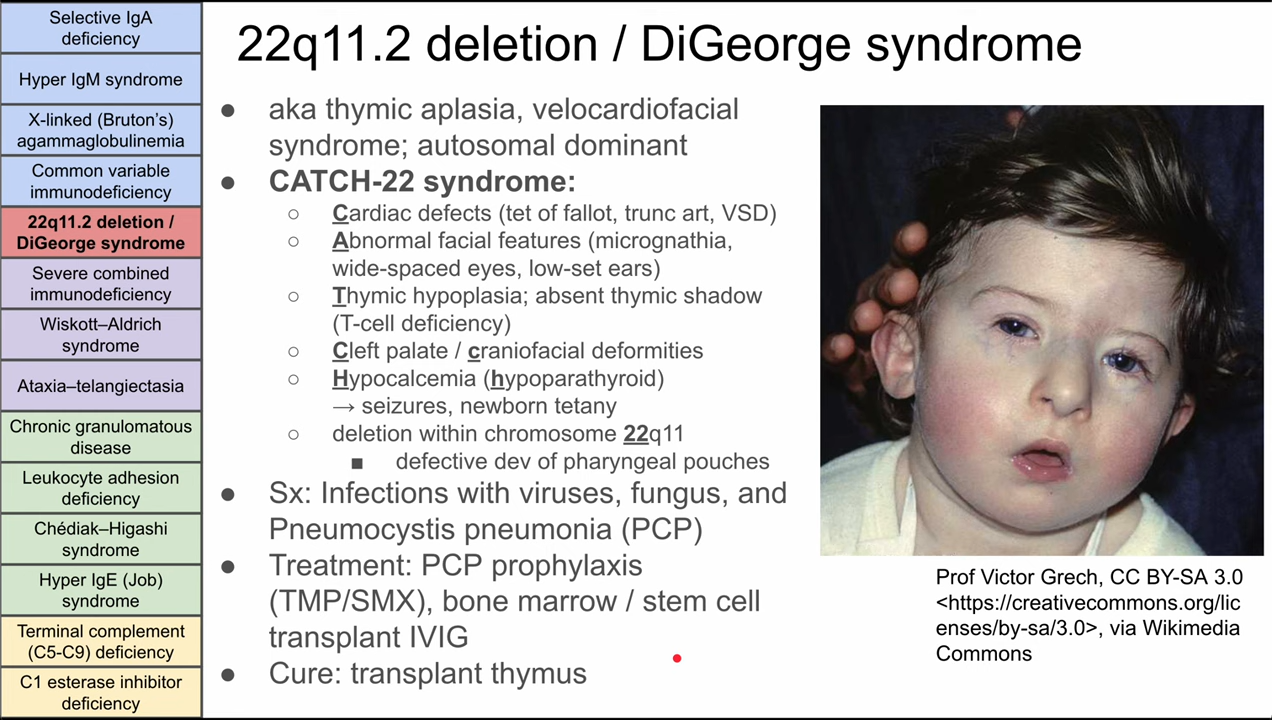 Selective IgA
deficiency
Hyper IgM syndrome
X-linked (Bruton's)
agammaglobulinemia
Common variable
immunodeficiency
22q11.2 deletion /
DiGeorge syndrome
Severe combined
immunodeficiency
Wiskott–Aldrich
syndrome
Ataxia–telangiectasia
Chronic granulomatous
disease
Leukocyte adhesion
deficiency
Chédiak–Higashi
syndrome
Hyper IgE (Job)
syndrome
Terminal complement
(C5-C9) deficiency
C1 esterase inhibitor
deficiency
22q11.2 deletion / DiGeorge syndrome
● aka thymic aplasia, velocardiofacial
syndrome; autosomal dominant
● CATCH-22 syndrome:
○ Cardiac defects (tet of fallot, trunc art, VSD)
○ Abnormal facial features (micrognathia,
wide-spaced eyes, low-set ears)
○ Thymic hypoplasia; absent thymic shadow
(T-cell deficiency)
○ Cleft palate / craniofacial deformities
○ Hypocalcemia (hypoparathyroid)
→ seizures, newborn tetany
○ deletion within chromosome 22q11
■ defective dev of pharyngeal pouches
● Sx: Infections with viruses, fungus, and
Pneumocystis pneumonia (PCP)
● Treatment: PCP prophylaxis
(TMP/SMX), bone marrow / stem cell
transplant IVIG
● Cure: transplant thymus
Prof Victor Grech, CC BY-SA 3.0
<https://creativecommons.org/lic
enses/by-sa/3.0>, via Wikimedia
Commons